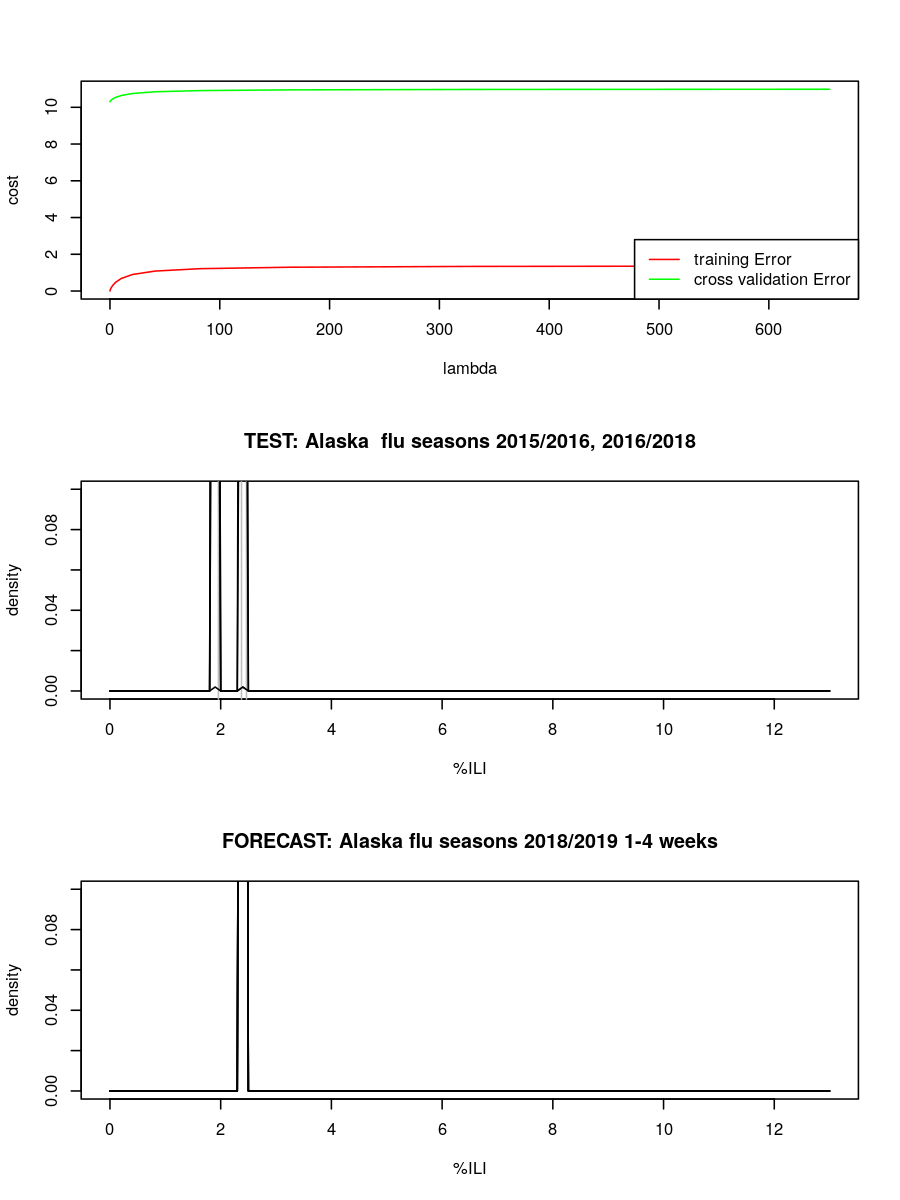 cost
10
8
6
4
2
0
training Error
cross validation Error
0 100 200 300 400 500 600
lambda
TEST: Alaska  flu seasons 2015/2016, 2016/2018
density
0.08
0.04
0.00
0 2 4 6 8 10 12
%ILI
FORECAST: Alaska flu seasons 2018/2019 1-4 weeks
density
0.08
0.04
0.00
0 2 4 6 8 10 12
%ILI